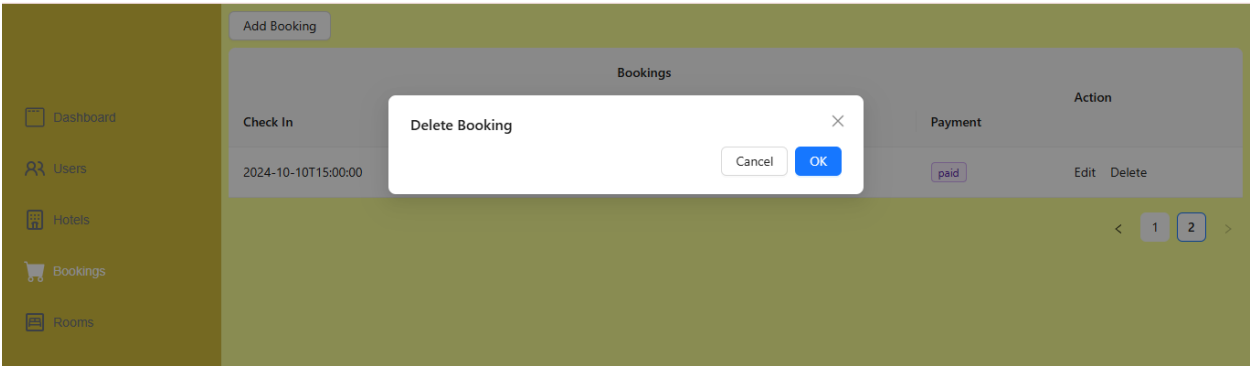 Add Booking
Bookings
Action
Dashboard
Check In
Delete Booking
Payment
Users
2024-10-10T15:00:00
Cancel
OK
paid
Edit Delete
Hotels
< 1 2 >
Bookings
Rooms